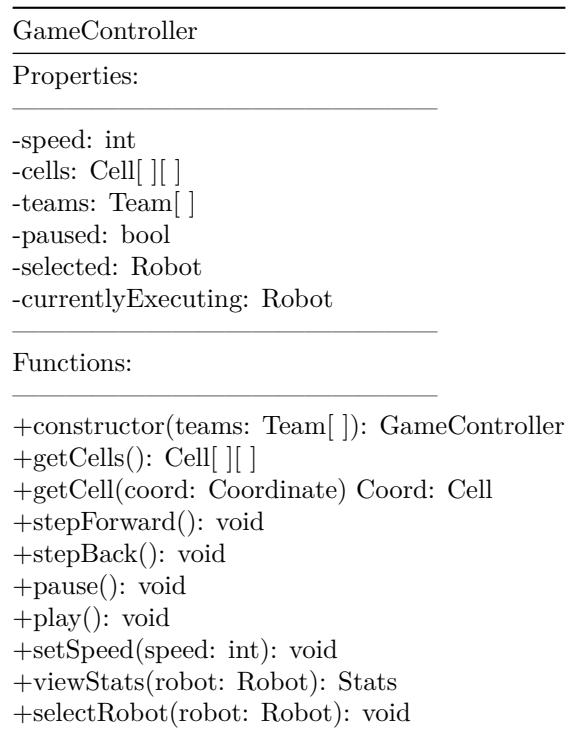 GameController
Properties:
-speed: int
-cells: Cell[ ][ ]
-teams: Team[ ]
-paused: bool
-selected: Robot
-currentlyExecuting: Robot
Functions:
+constructor(teams: Team[ ]): GameController
+getCells(): Cell[ ][ ]
+getCell(coord: Coordinate) Coord: Cell
+stepForward(): void
+stepBack(): void
+pause(): void
+play(): void
+setSpeed(speed: int): void
+viewStats(robot: Robot): Stats
+selectRobot(robot: Robot): void